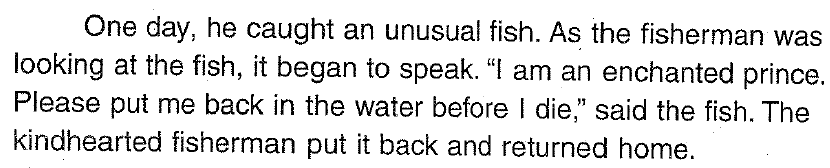 One day, he caught an unusual fish. As the fisherman was
looking at the fish, it began to speak. “I am an enchanted prince.
Please put me back in the water before I die,” said the fish. The
kindhearted fisherman put it back and returned home.